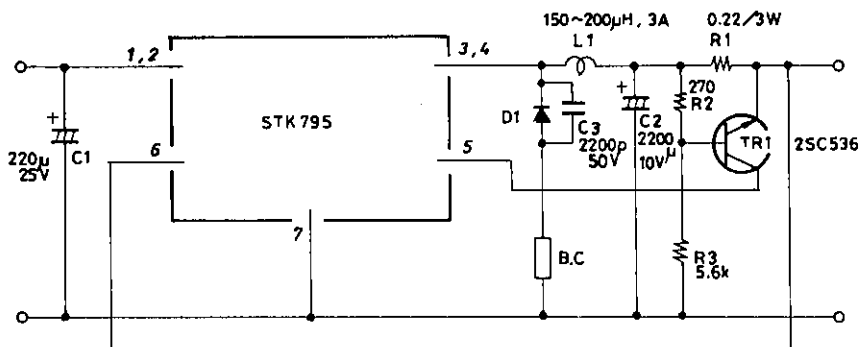 150~200μH, 3A
L1
0.22/3W
R1
1,2
3,4
STK795
+
220μ
25V
C1
6
5
7
D1
C3
2200p
50V
+
C2
2200μ
10V
270
R2
TR1
2SC536
B.C
R3
5.6k